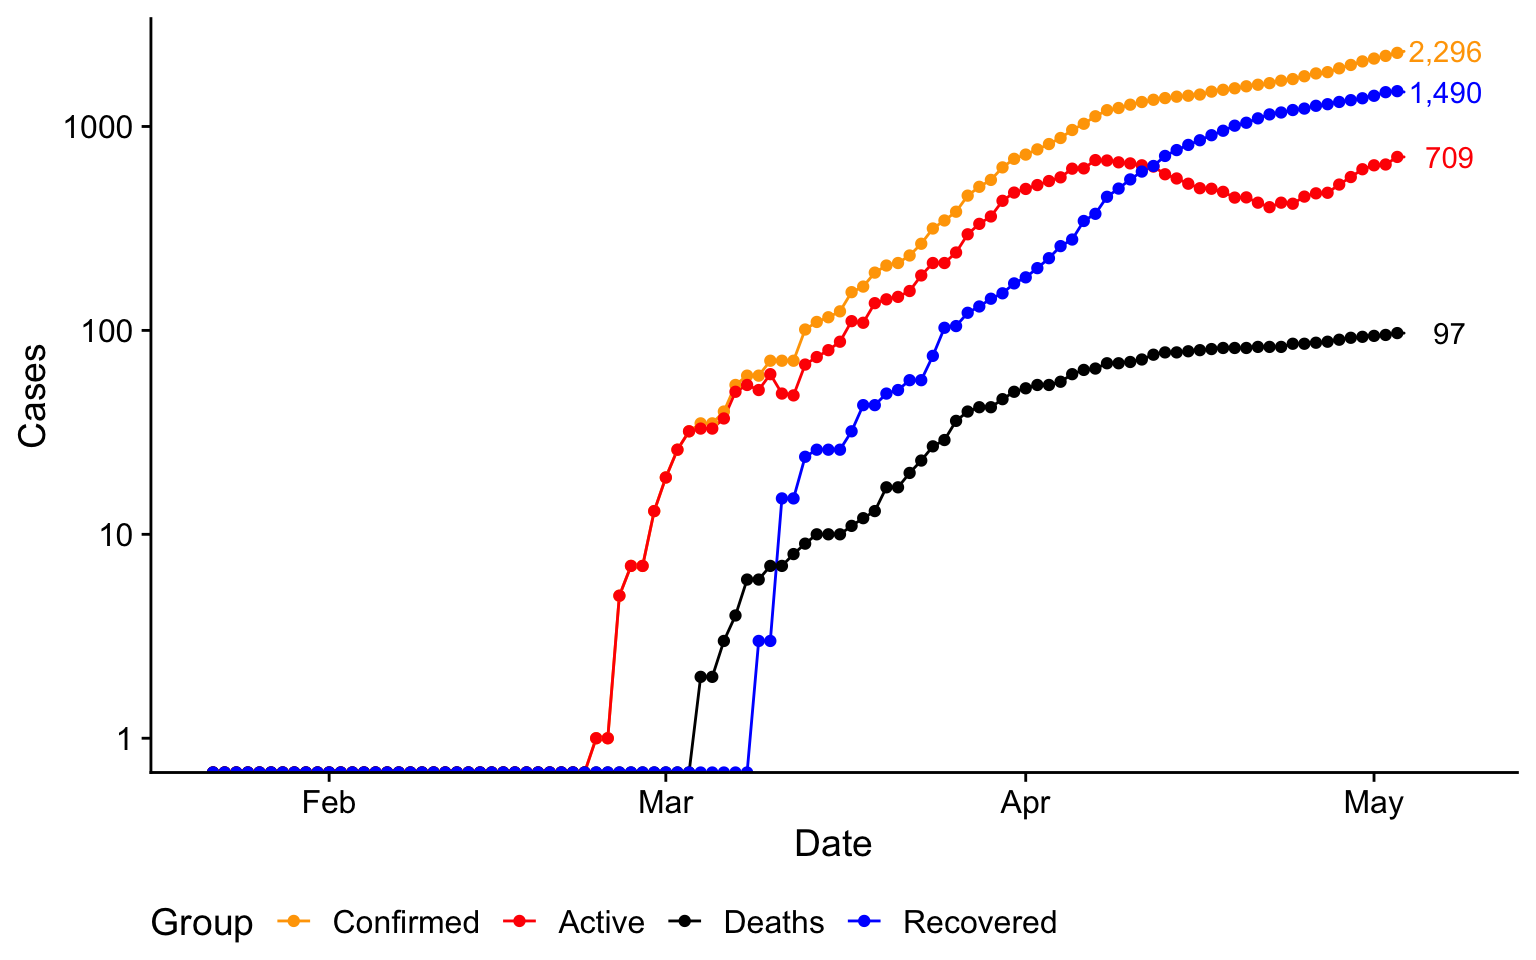 2,296
1,490
1000
709
100
97
10
1
Cases
Feb Mar Apr May
Date
Group Confirmed Active Deaths Recovered